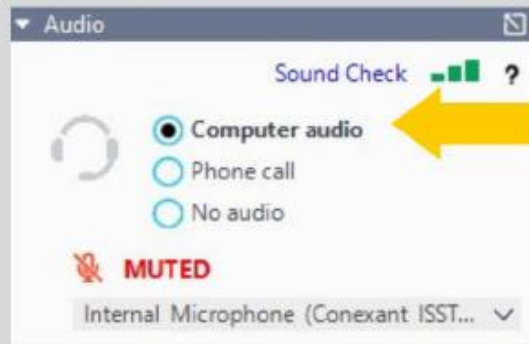 Audio
Sound Check ?
Computer audio
Phone call
No audio
MUTED
Internal Microphone (Conexant ISST...